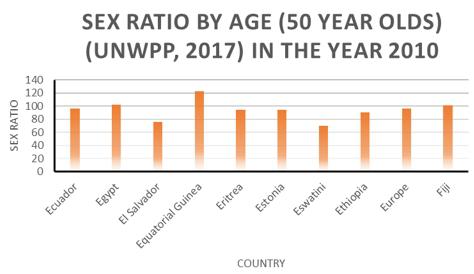 SEX RATIO BY AGE (50 YEAR OLDS)
(UNWPP, 2017) IN THE YEAR 2010
SEX RATIO
140
120
100
80
60
40
20
0
Ecuador
Egypt
El Salvador
Equatorial Guinea
Eritrea
Estonia
Eswatini
Ethiopia
Europe
Fiji
COUNTRY